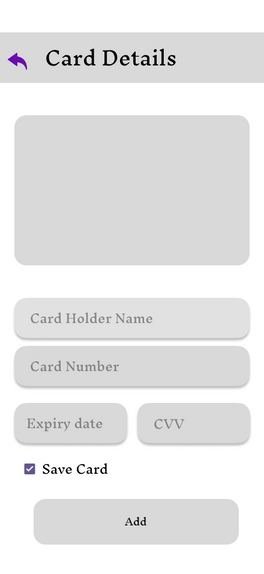 Card Details
Card Holder Name
Card Number
Expiry date
CVV
Save Card
Add